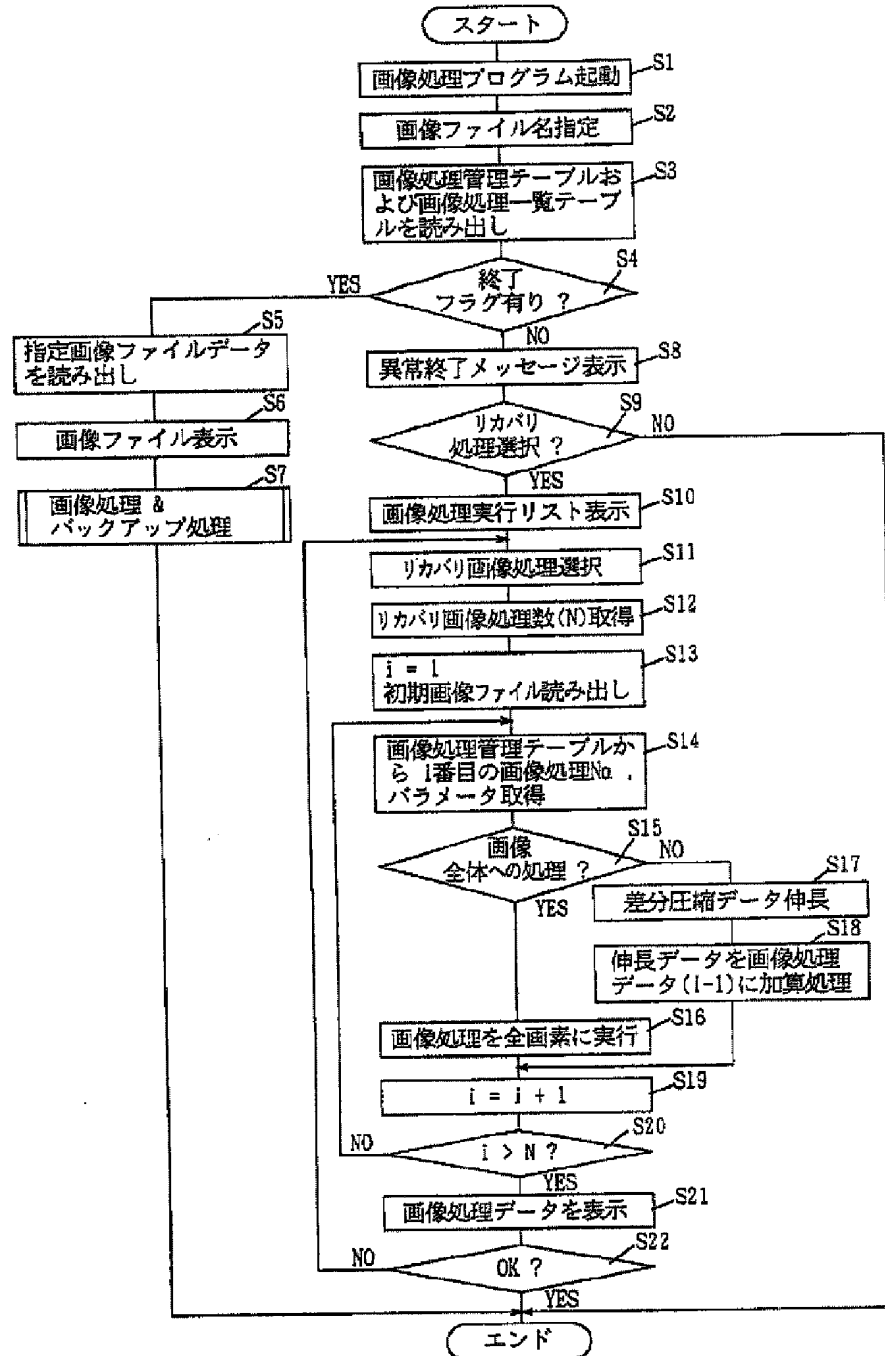 スタート
画像処理プログラム起動
S1
画像ファイル名指定
S2
画像処理管理テーブルお
よび画像処理一覧テーブ
ルを読み出し
S3
終了
フラグ有り ?
S4
YES
NO
指定画像ファイルデータ
を読み出し
S5
画像ファイル表示
S6
画像処理 &
バックアップ処理
S7
異常終了メッセージ表示
S8
リカバリ
処理選択 ?
S9
NO
YES
画像処理実行リスト表示
S10
リカバリ画像処理選択
S11
リカバリ画像処理数(N)取得
S12
i = 1
初期画像ファイル読み出し
S13
画像処理管理テーブルか
ら i番目の画像処理No.,
パラメータ取得
S14
画像
全体への処理 ?
S15
NO
YES
差分圧縮データ伸長
S17
伸長データを画像処理
データ(i-1)に加算処理
S18
画像処理を全画素に実行
S16
i = i + 1
S19
i > N ?
S20
NO
YES
画像処理データを表示
S21
OK ?
S22
NO
YES
エンド